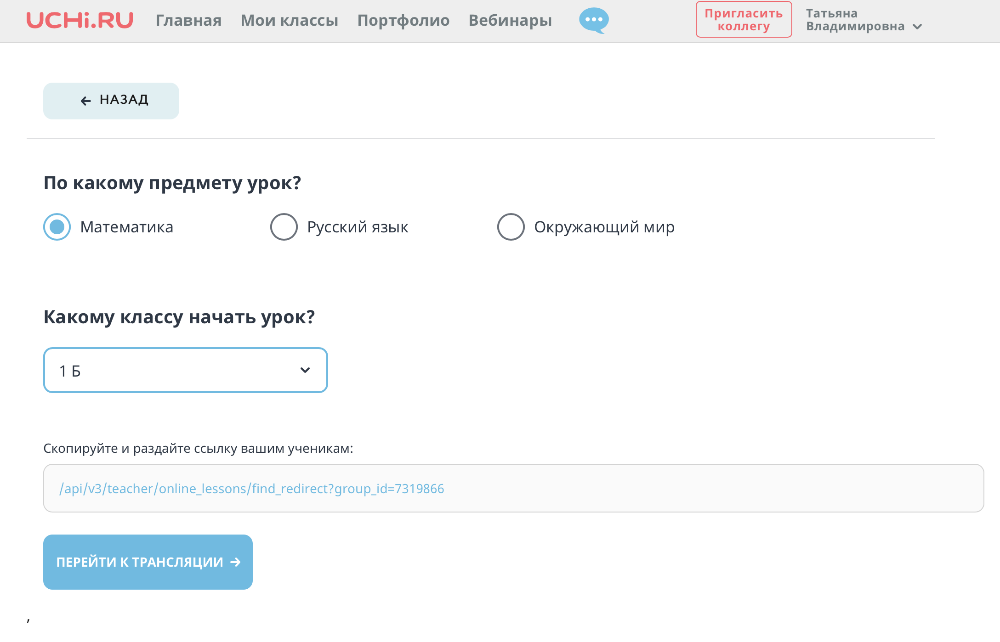 UCHi.RU
Главная
Мои классы
Портфолио
Вебинары
Пригласить
коллегу
Татьяна
Владимировна
НАЗАД
По какому предмету урок?
Математика
Русский язык
Окружающий мир
Какому классу начать урок?
1 Б
Скопируйте и раздайте ссылку вашим ученикам:
/api/v3/teacher/online_lessons/find_redirect?group_id=7319866
ПЕРЕЙТИ К ТРАНСЛЯЦИИ
,